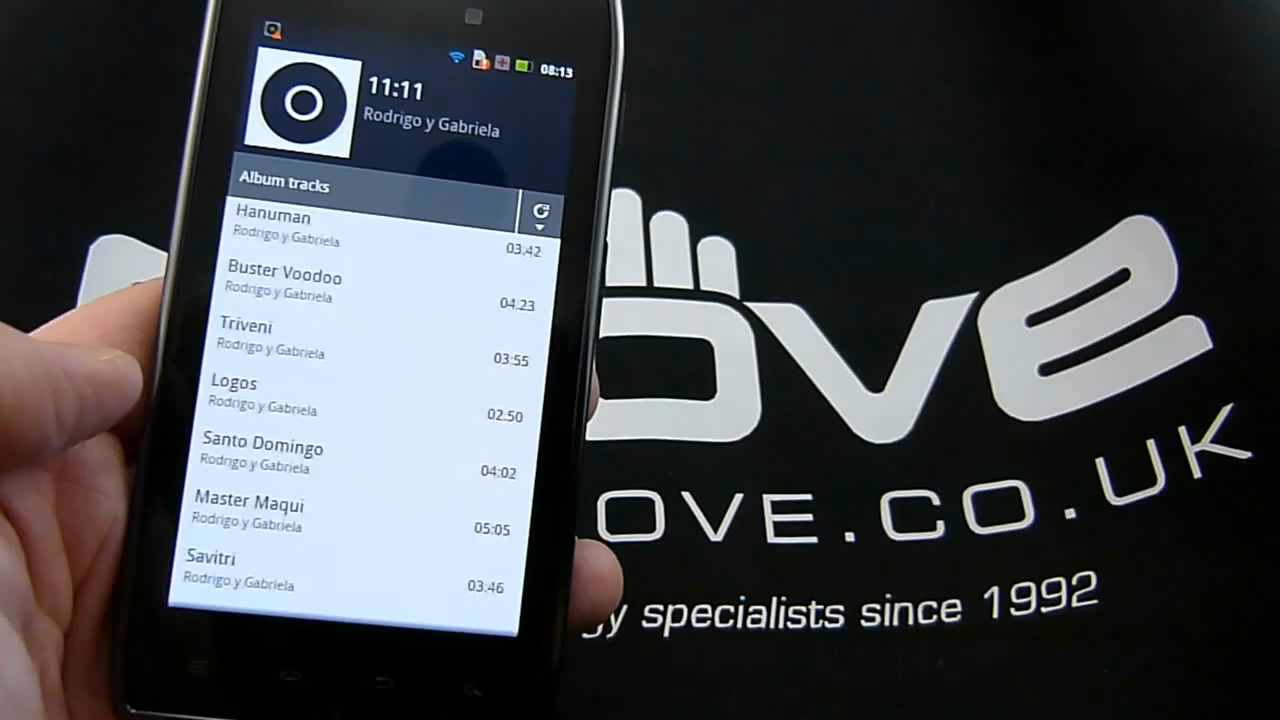 08:13
11:11
Rodrigo y Gabriela
Album tracks
Hanuman
Rodrigo y Gabriela
03:42
Buster Voodoo
Rodrigo y Gabriela
04:23
Triveni
Rodrigo y Gabriela
03:55
Logos
Rodrigo y Gabriela
02:50
Santo Domingo
Rodrigo y Gabriela
04:02
Master Maqui
Rodrigo y Gabriela
05:05
Savitri
Rodrigo y Gabriela
03:46
ove
OVE.CO.UK
gy specialists since 1992